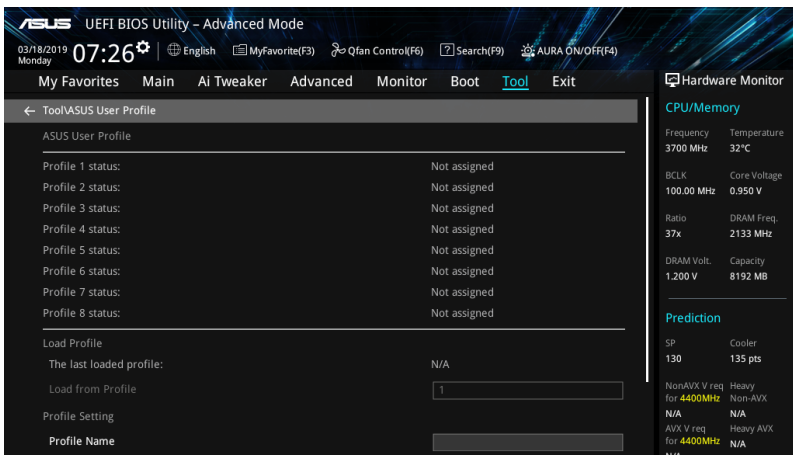 ASUS UEFI BIOS Utility – Advanced Mode
03/18/2019 Monday 07:26 English MyFavorite(F3) Qfan Control(F6) ? Search(F9) AURA ON/OFF(F4)
My Favorites Main Ai Tweaker Advanced Monitor Boot Tool Exit
Hardware Monitor
← Tool\ASUS User Profile
ASUS User Profile
Profile 1 status: Not assigned
Profile 2 status: Not assigned
Profile 3 status: Not assigned
Profile 4 status: Not assigned
Profile 5 status: Not assigned
Profile 6 status: Not assigned
Profile 7 status: Not assigned
Profile 8 status: Not assigned
Load Profile
The last loaded profile: N/A
Load from Profile 1
Profile Setting
Profile Name
CPU/Memory
Frequency Temperature
3700 MHz 32°C
BCLK Core Voltage
100.00 MHz 0.950 V
Ratio DRAM Freq.
37x 2133 MHz
DRAM Volt. Capacity
1.200 V 8192 MB
Prediction
SP Cooler
130 135 pts
NonAVX V req Heavy
for 4400MHz Non-AVX
N/A N/A
AVX V req Heavy AVX
for 4400MHz N/A